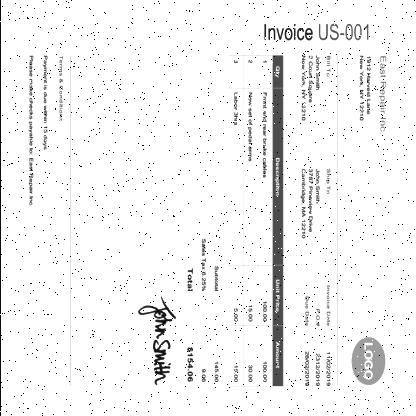 Invoice US-001
East Repair Inc.
1912 Harvest Lane
New York, NY 12210
LOGO
Bill To
John Smith
2 Court Square
New York, NY 12210
Ship To
John Smith
3787 Pineview Drive
Cambridge, MA 12210
Invoice Date 11/02/2019
P.O.# 2312/2019
Due Date 26/02/2019
Qty Description Unit Price Amount
1 Front and rear brake cables 100.00 100.00
2 New set of pedal arms 15.00 30.00
3 Labor 3hrs 5.00 15.00
Subtotal 145.00
Sales Tax 6.25% 9.06
Total $154.06
John Smith
Terms & Conditions
Payment is due within 15 days
Please make checks payable to: East Repair Inc.